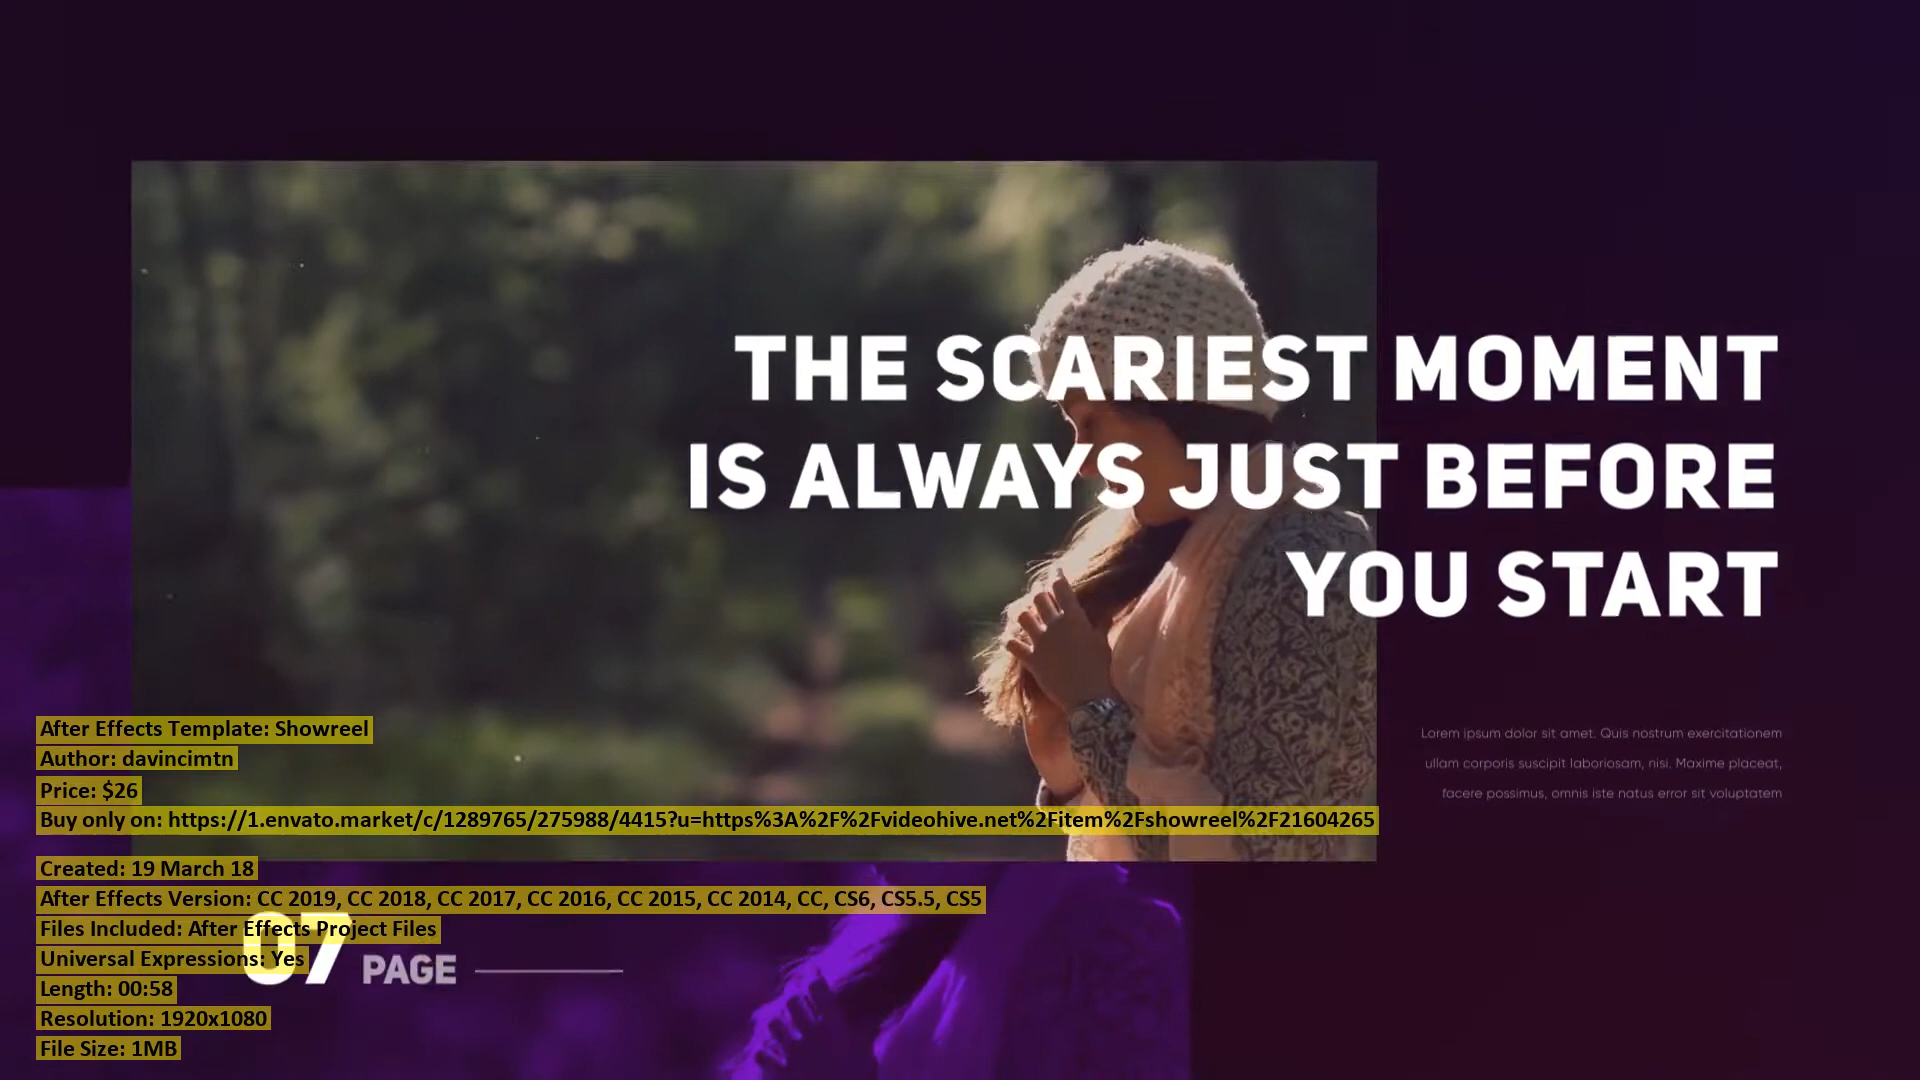 THE SCARIEST MOMENT
IS ALWAYS JUST BEFORE
YOU START
Lorem ipsum dolor sit amet. Quis nostrum exercitationem
ullam corporis suscipit laboriosam, nisi. Maxime placeat,
facere possimus, omnis iste natus error sit voluptatem
After Effects Template: Showreel
Author: davincimtn
Price: $26
Buy only on: https://1.envato.market/c/1289765/275988/4415?u=https%3A%2F%2Fvideohive.net%2Fitem%2Fshowreel%2F21604265
Created: 19 March 18
After Effects Version: CC 2019, CC 2018, CC 2017, CC 2016, CC 2015, CC 2014, CC, CS6, CS5.5, CS5
Files Included: After Effects Project Files
Universal Expressions: Yes
Length: 00:58
Resolution: 1920x1080
File Size: 1MB
07 PAGE